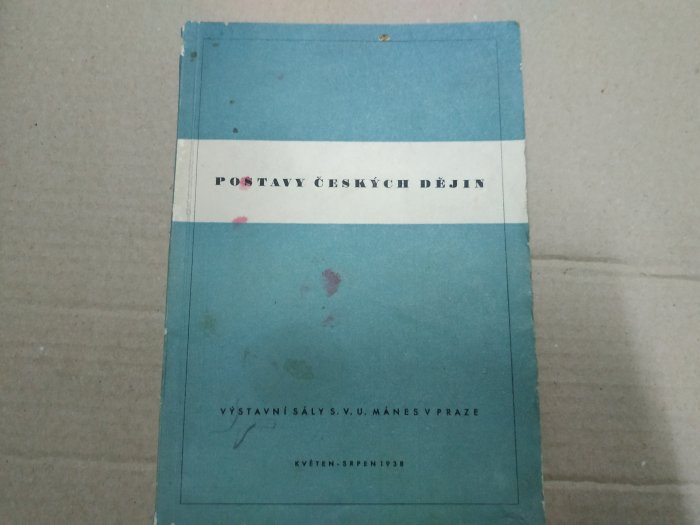 POSTAVY ČESKÝCH DĚJIN
VÝSTAVNÍ SÁLY S. V. U. MÁNES V PRAZE
KVĚTEN - SRPEN 1938